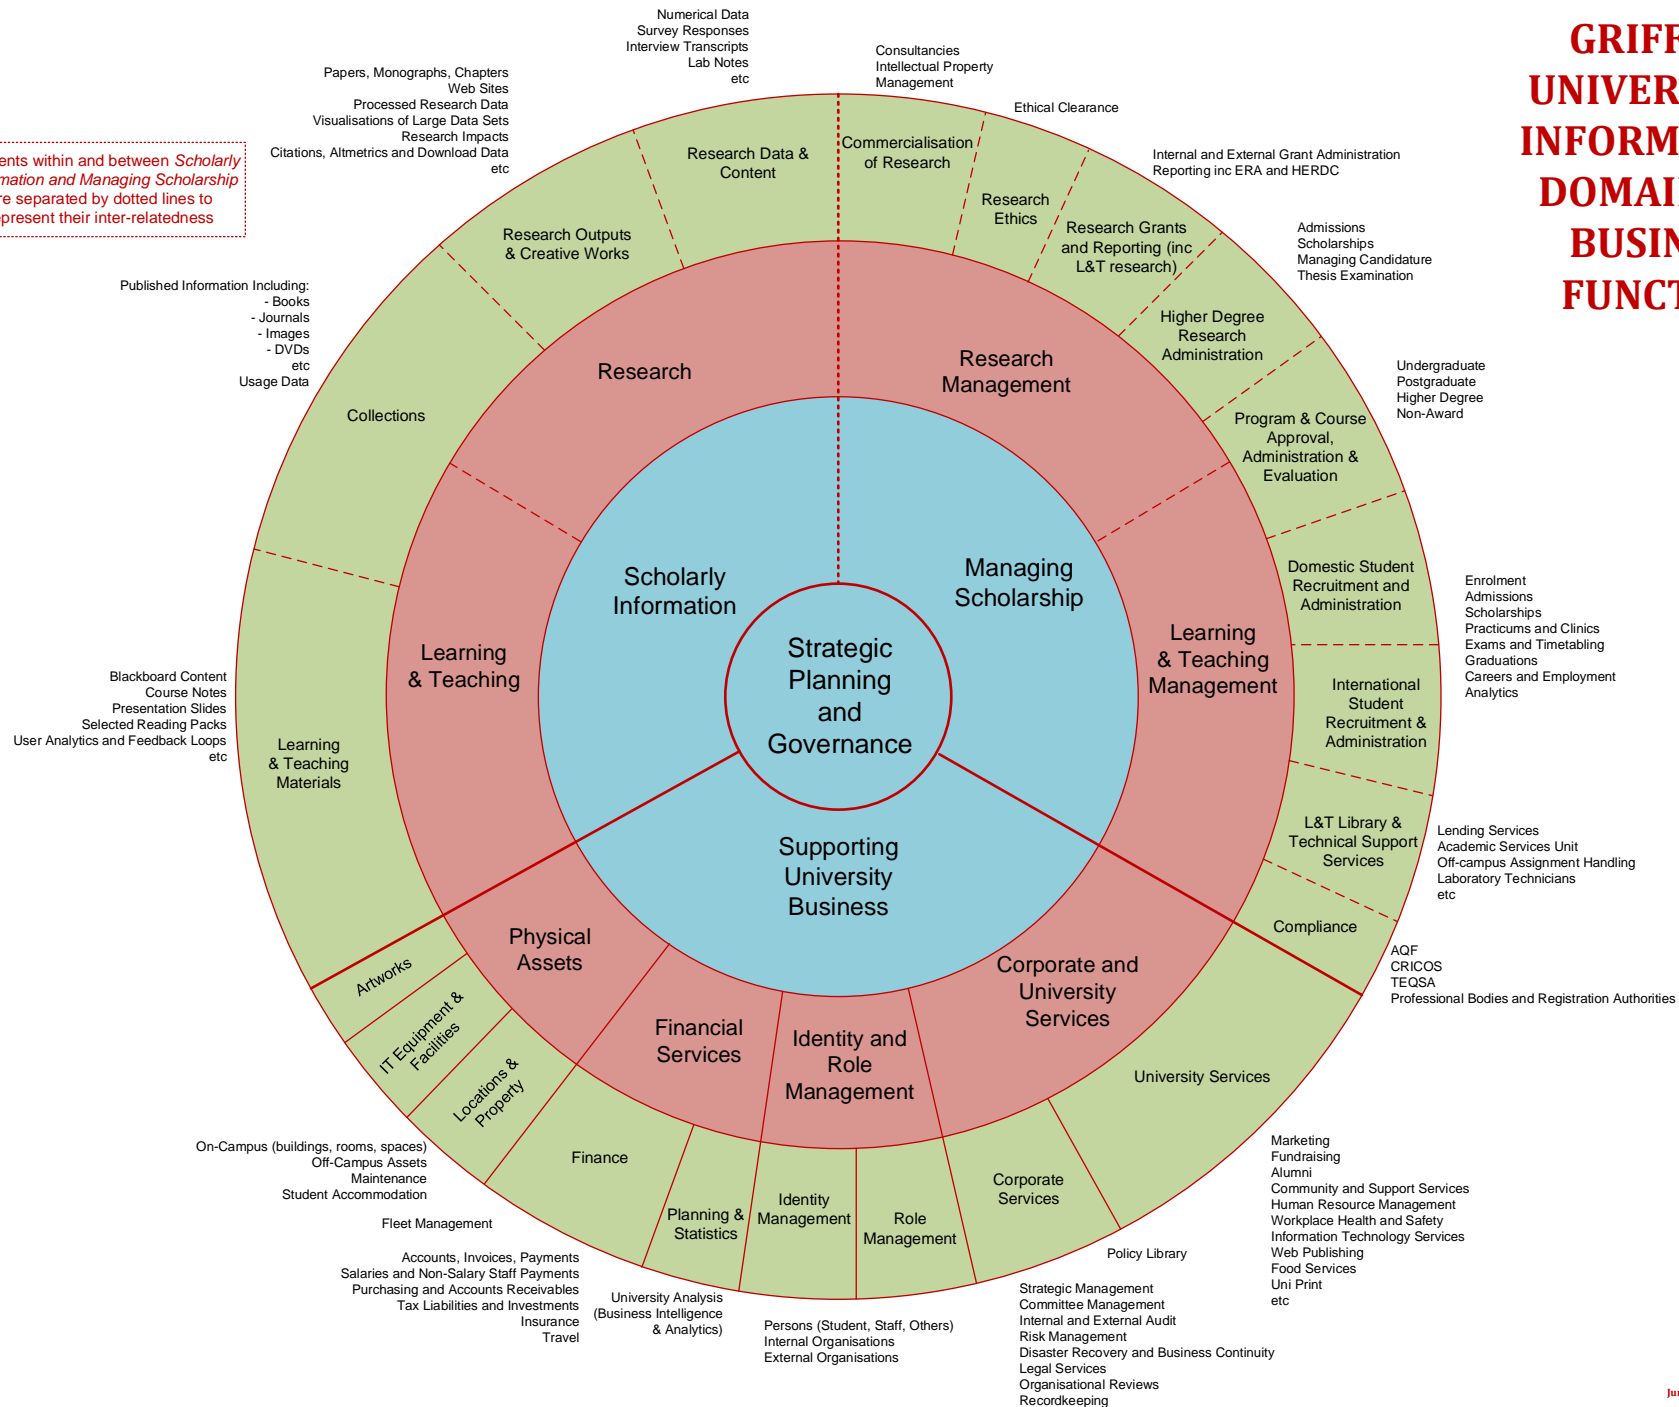 GRIFF
UNIVER
INFORM
DOMAI
BUSIN
FUNCT
ents within and between Scholarly
mation and Managing Scholarship
re separated by dotted lines to
epresent their inter-relatedness
Numerical Data
Survey Responses
Interview Transcripts
Lab Notes
etc
Consultancies
Intellectual Property
Management
Papers, Monographs, Chapters
Web Sites
Processed Research Data
Visualisations of Large Data Sets
Research Impacts
Citations, Altmetrics and Download Data
etc
Ethical Clearance
Internal and External Grant Administration
Reporting inc ERA and HERDC
Admissions
Scholarships
Managing Candidature
Thesis Examination
Published Information Including:
- Books
- Journals
- Images
- DVDs
etc
Usage Data
Undergraduate
Postgraduate
Higher Degree
Non-Award
Research Data &
Content
Commercialisation
of Research
Research
Ethics
Research Grants
and Reporting (inc
L&T research)
Research Outputs
& Creative Works
Higher Degree
Research
Administration
Collections
Program & Course
Approval,
Administration &
Evaluation
Research
Research
Management
Domestic Student
Recruitment and
Administration
Enrolment
Admissions
Scholarships
Practicums and Clinics
Exams and Timetabling
Graduations
Careers and Employment
Analytics
Scholarly
Information
Managing
Scholarship
Learning
& Teaching
Learning
& Teaching
Management
Strategic
Planning
and
Governance
International
Student
Recruitment &
Administration
Blackboard Content
Course Notes
Presentation Slides
Selected Reading Packs
User Analytics and Feedback Loops
etc
Learning
& Teaching
Materials
L&T Library &
Technical Support
Services
Lending Services
Academic Services Unit
Off-campus Assignment Handling
Laboratory Technicians
etc
Supporting
University
Business
Compliance
AQF
CRICOS
TEQSA
Professional Bodies and Registration Authorities
Physical
Assets
Corporate and
University
Services
Financial
Services
Identity and
Role
Management
Artworks
IT Equipment &
Facilities
Locations &
Property
University Services
Finance
Planning &
Statistics
Identity
Management
Role
Management
Corporate
Services
On-Campus (buildings, rooms, spaces)
Off-Campus Assets
Maintenance
Student Accommodation
Fleet Management
Marketing
Fundraising
Alumni
Community and Support Services
Human Resource Management
Workplace Health and Safety
Information Technology Services
Web Publishing
Food Services
Uni Print
etc
Accounts, Invoices, Payments
Salaries and Non-Salary Staff Payments
Purchasing and Accounts Receivables
Tax Liabilities and Investments
Insurance
Travel
University Analysis
(Business Intelligence
& Analytics)
Persons (Student, Staff, Others)
Internal Organisations
External Organisations
Policy Library
Strategic Management
Committee Management
Internal and External Audit
Risk Management
Disaster Recovery and Business Continuity
Legal Services
Organisational Reviews
Recordkeeping